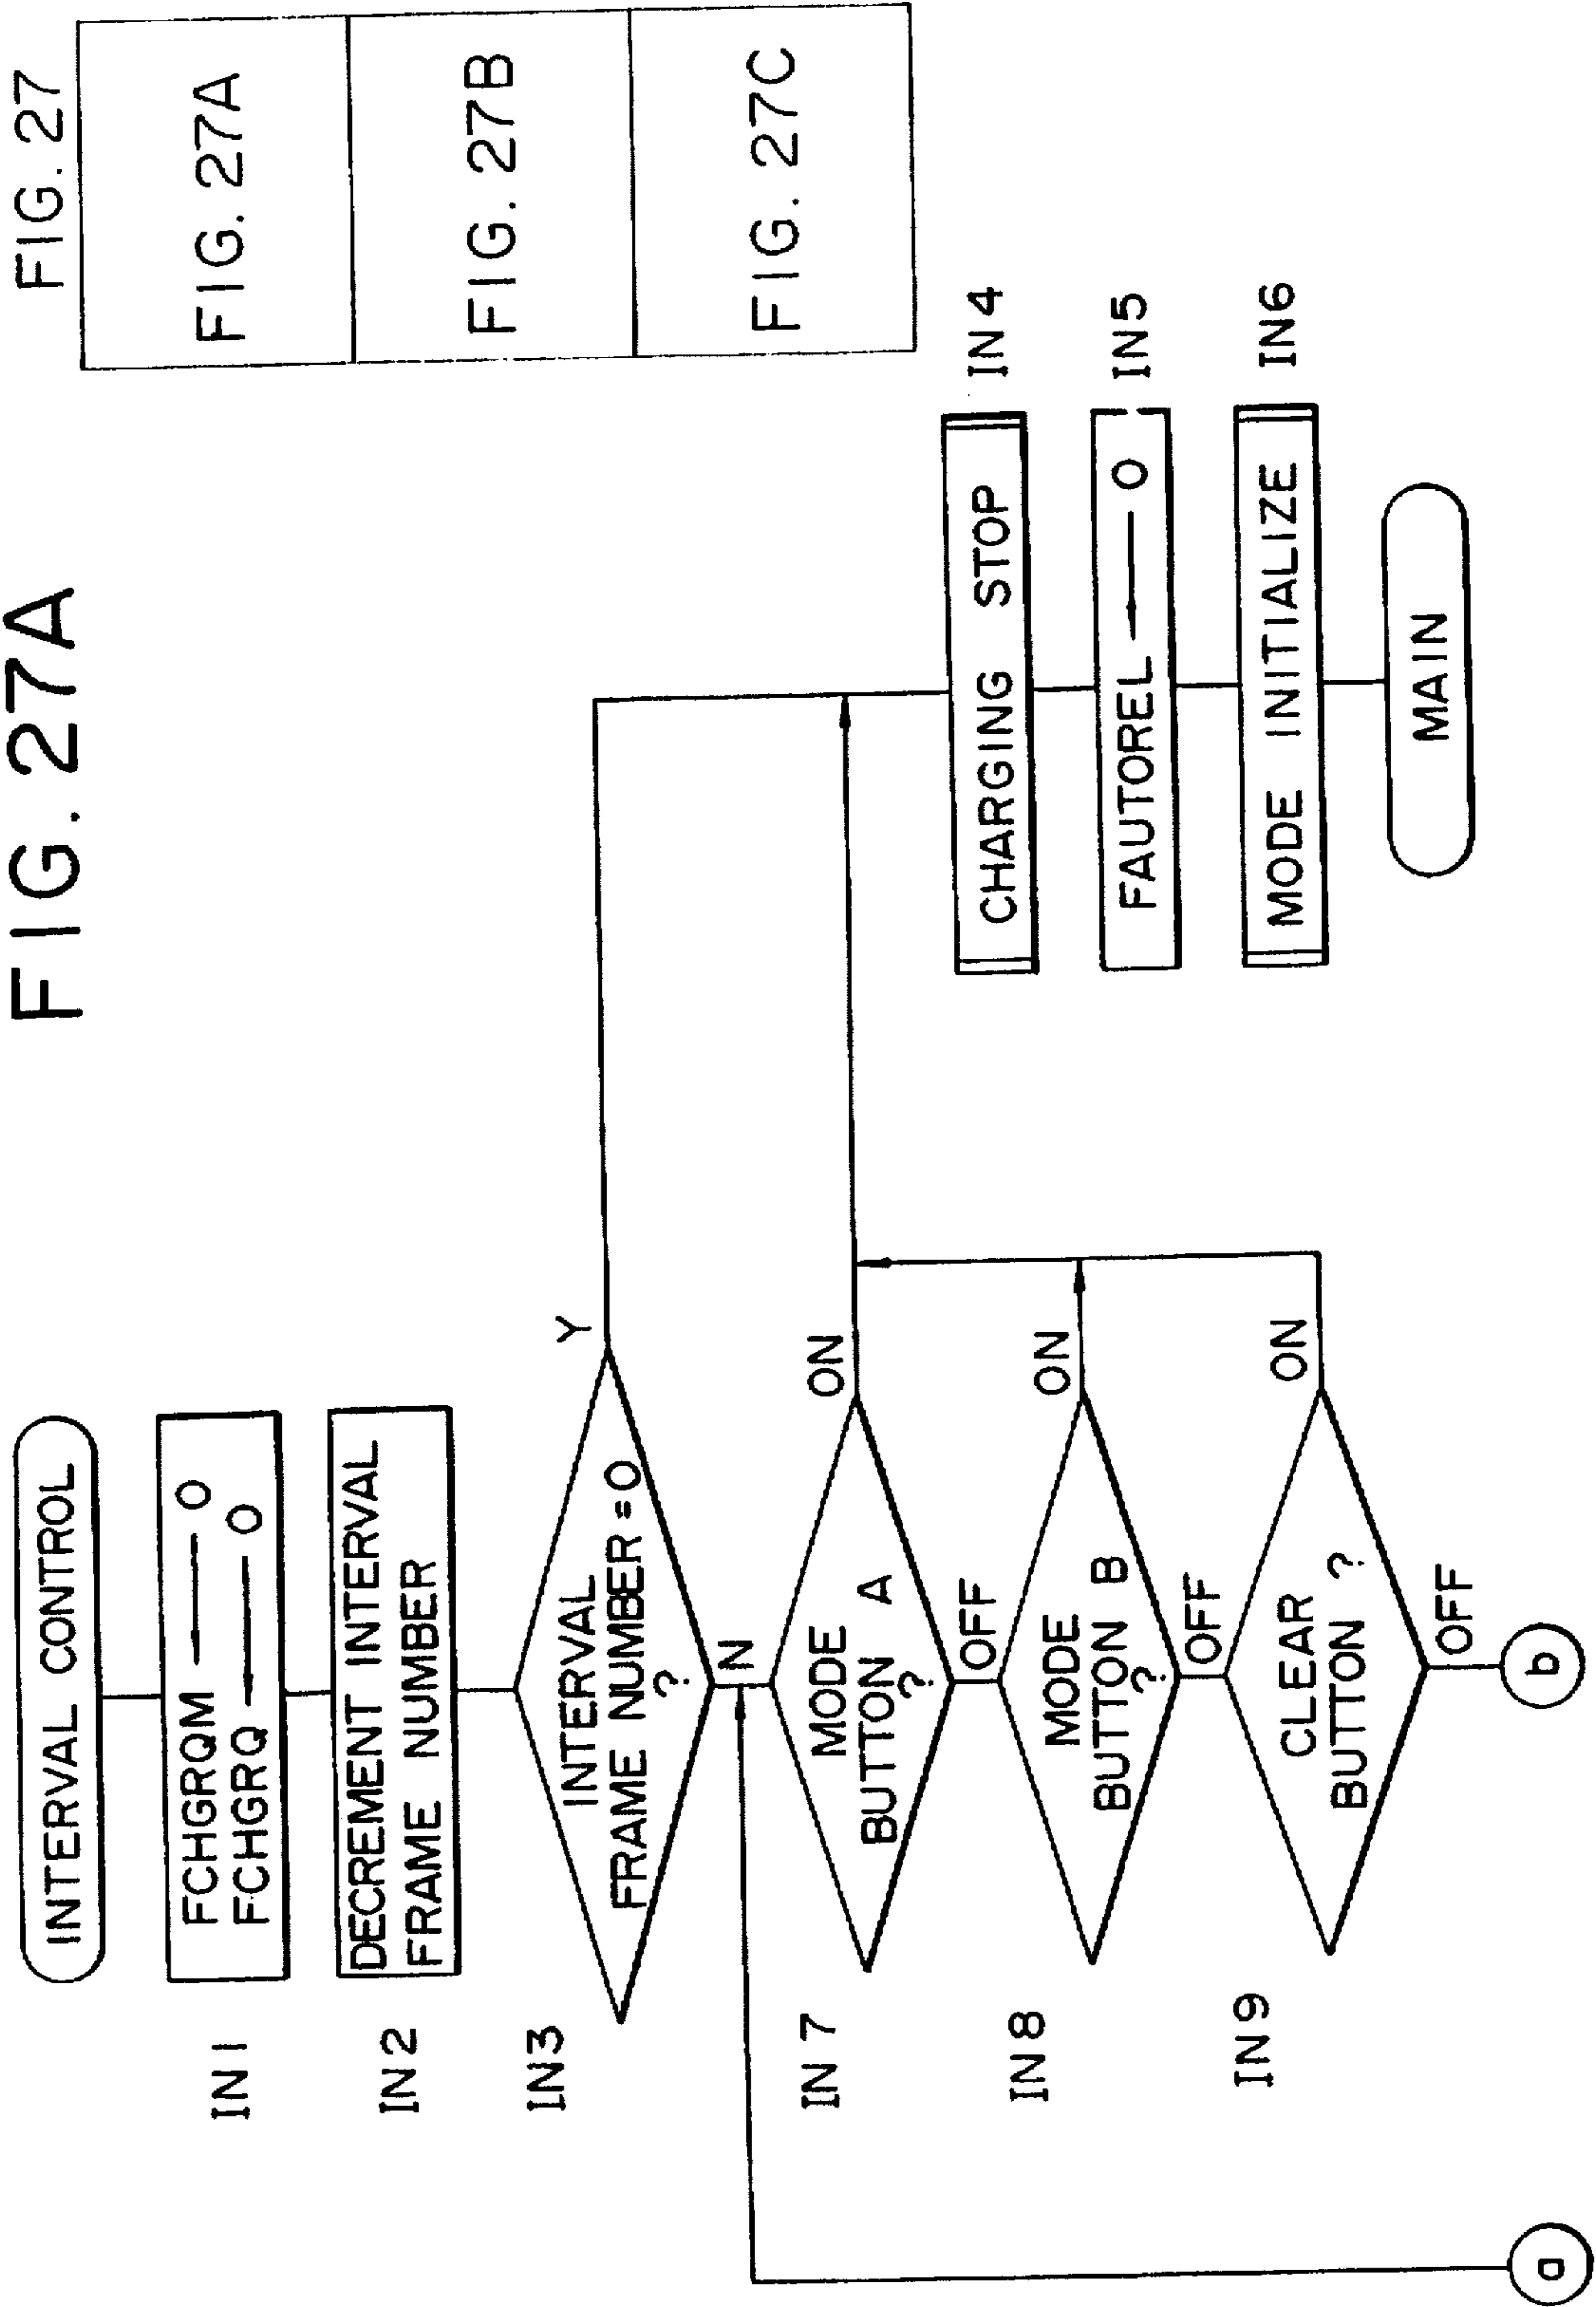 FIG. 27A
FIG. 27
FIG. 27A
FIG. 27B
FIG. 27C
INTERVAL CONTROL
IN1
FCHGRQM ← 0
FCHGRQ ← 0
IN2
DECREMENT INTERVAL
FRAME NUMBER
IN3
INTERVAL
FRAME NUMBER = 0
?
Y
N
IN7
MODE
BUTTON A
?
ON
OFF
IN8
MODE
BUTTON B
?
ON
OFF
IN9
CLEAR
BUTTON ?
ON
OFF
a
b
CHARGING STOP
IN4
FAUTOREL ← 0
IN5
MODE INITIALIZE
IN6
MAIN